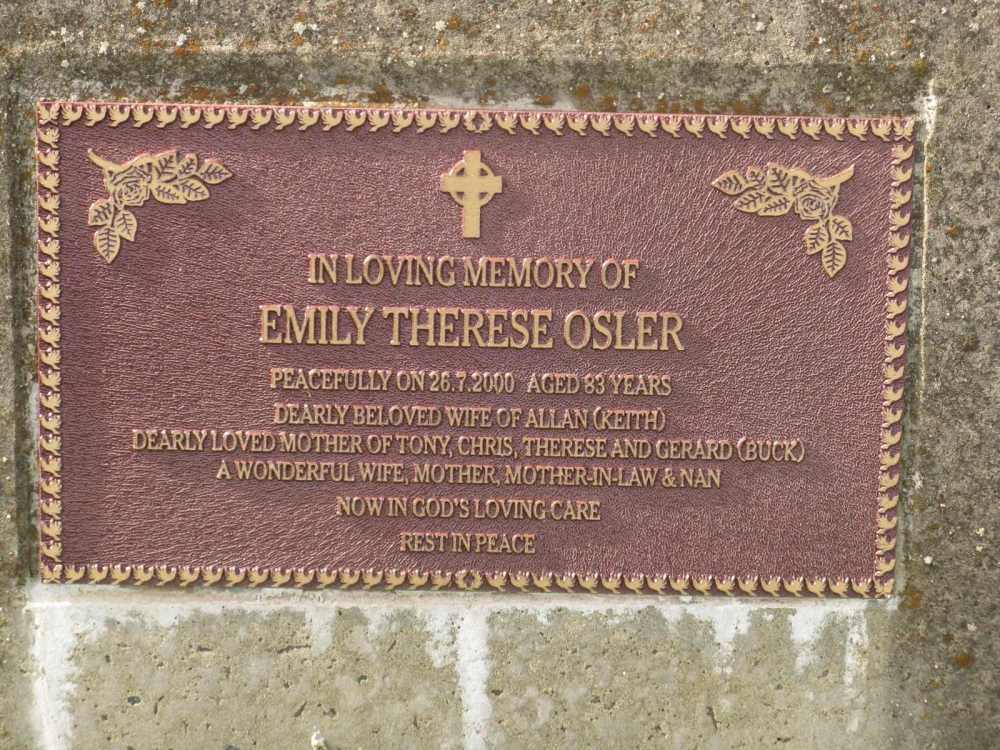 IN LOVING MEMORY OF
EMILY THERESE OSLER
PEACEFULLY ON 26.7.2000 AGED 83 YEARS
DEARLY BELOVED WIFE OF ALLAN (KEITH)
DEARLY LOVED MOTHER OF TONY, CHRIS, THERESE AND GERARD (BUCK)
A WONDERFUL WIFE, MOTHER, MOTHER-IN-LAW & NAN
NOW IN GOD'S LOVING CARE
REST IN PEACE